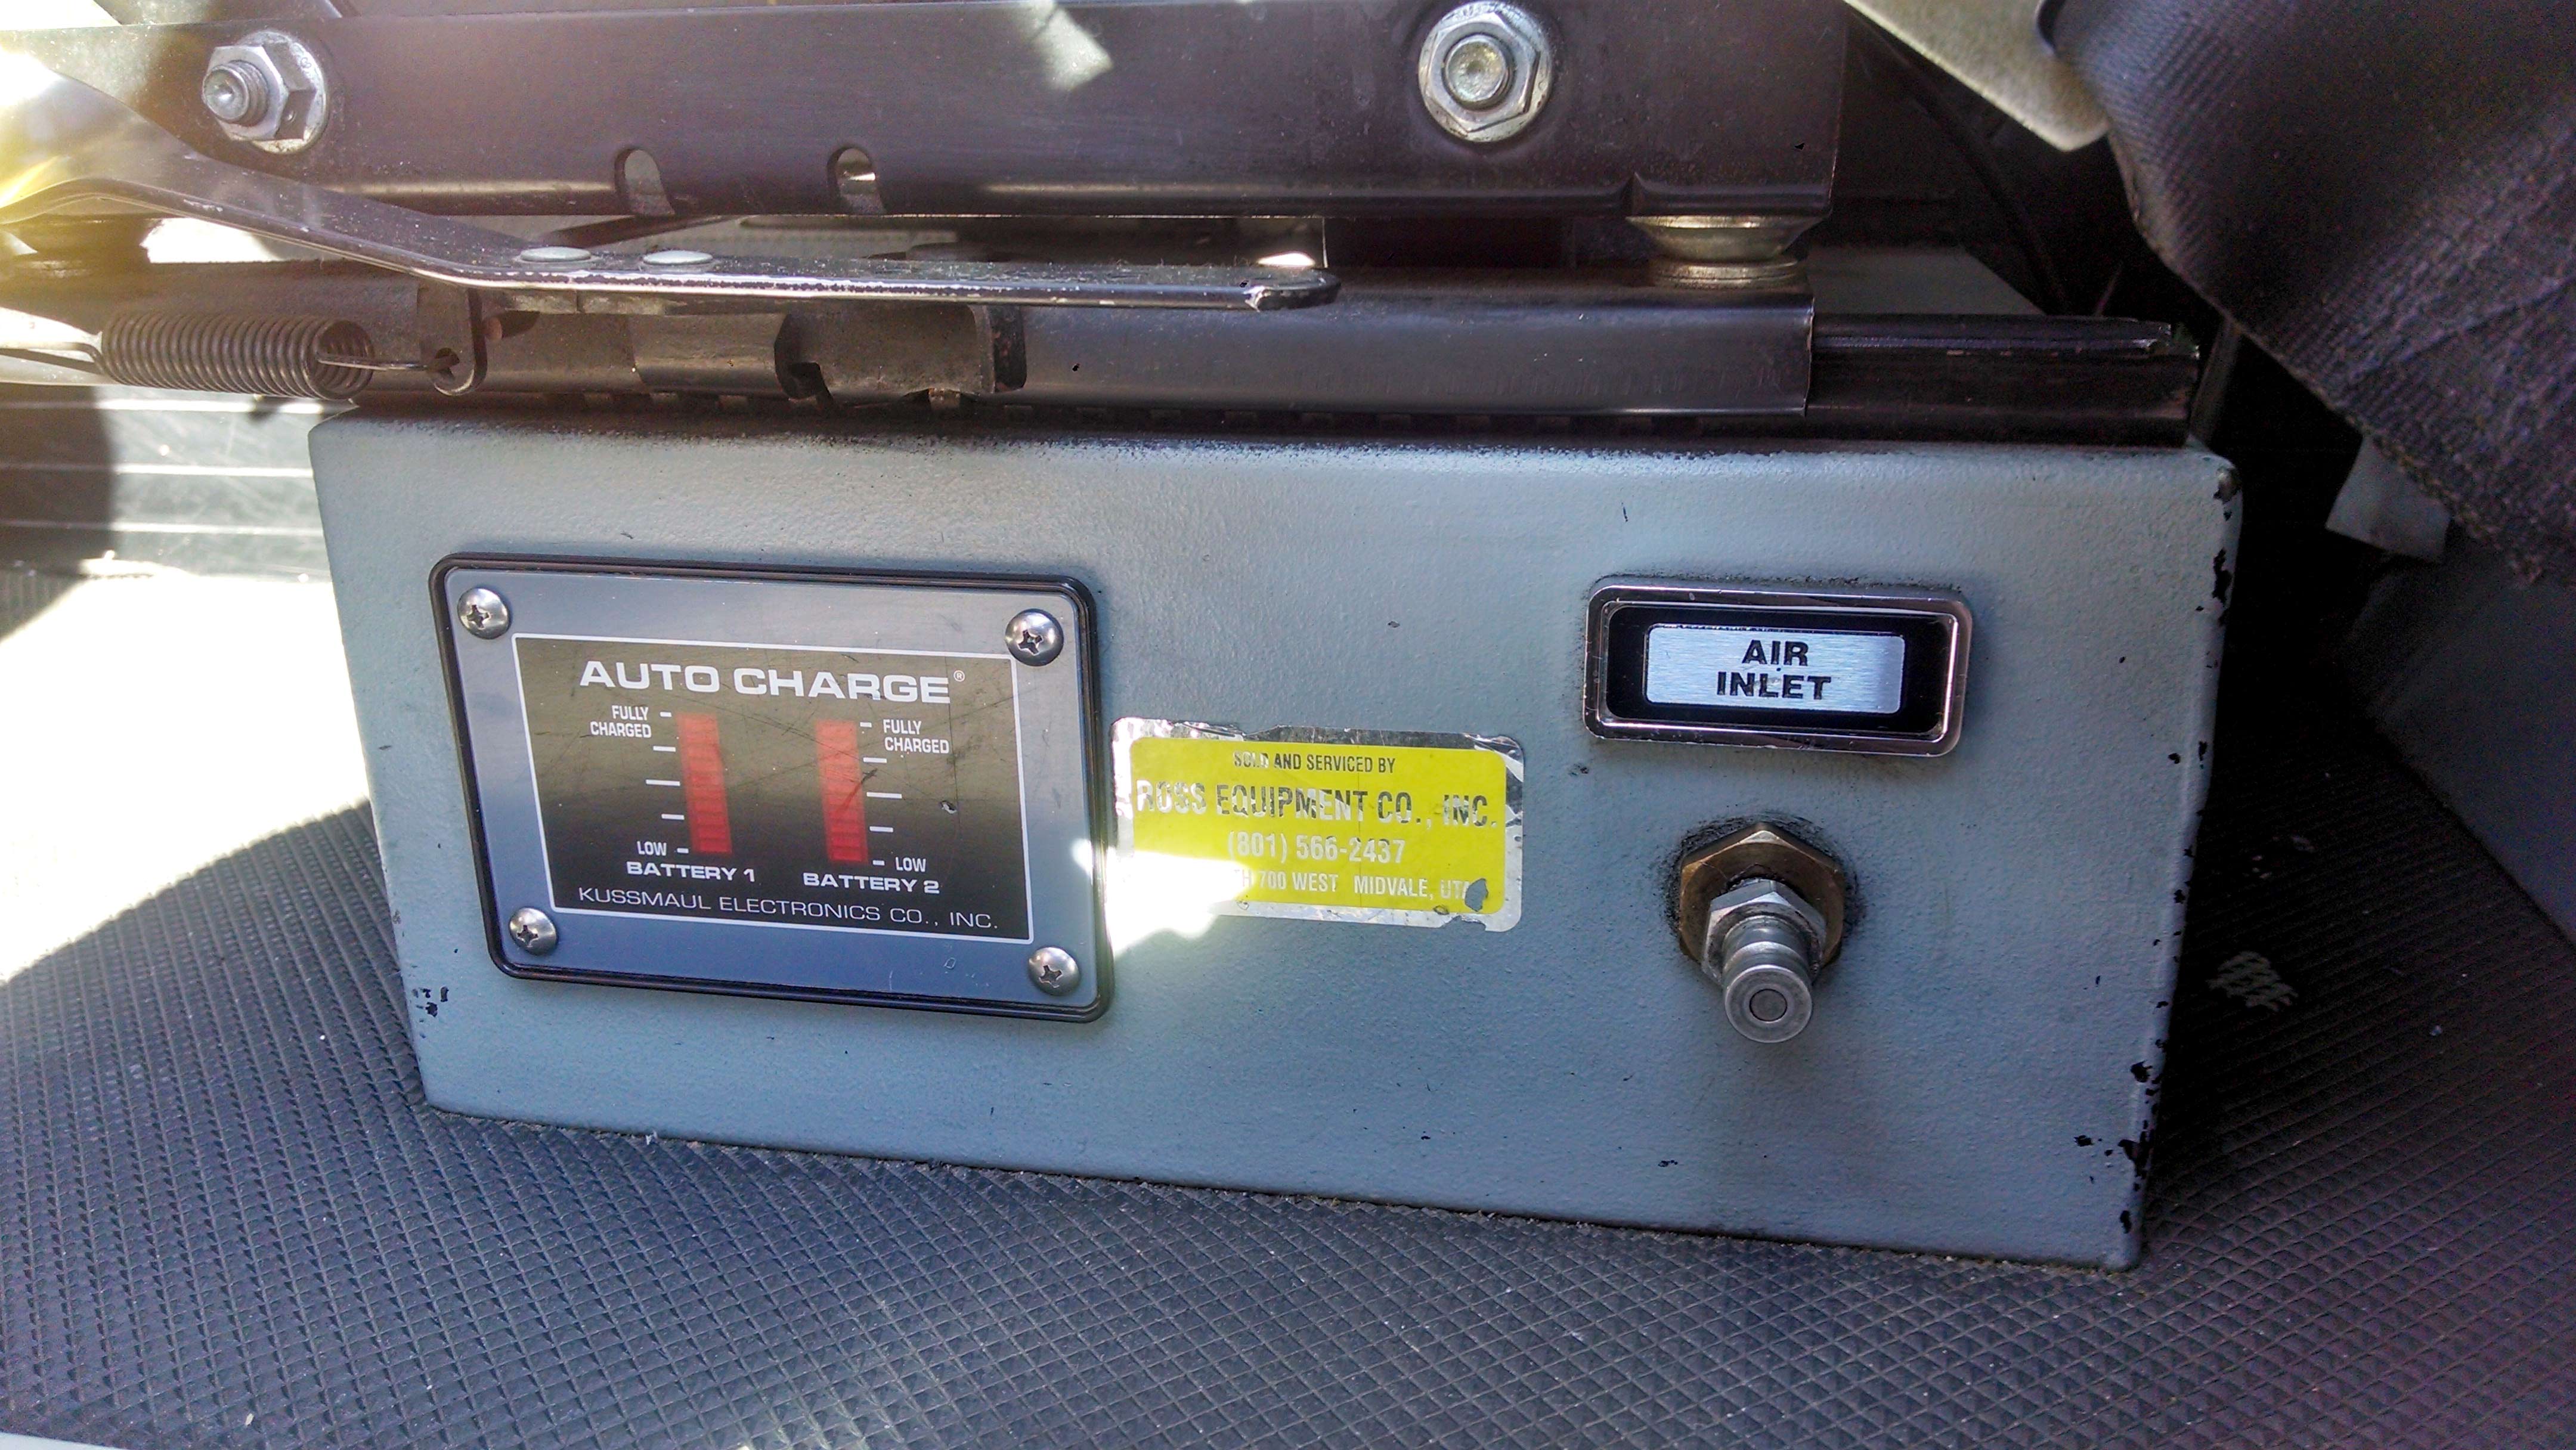 AUTO CHARGE®
FULLY
CHARGED
FULLY
CHARGED
LOW
LOW
BATTERY 1
BATTERY 2
KUSSMAUL ELECTRONICS CO., INC.
SOLD AND SERVICED BY
ROSS EQUIPMENT CO., INC.
(801) 566-2437
700 WEST MIDVALE,
AIR
INLET